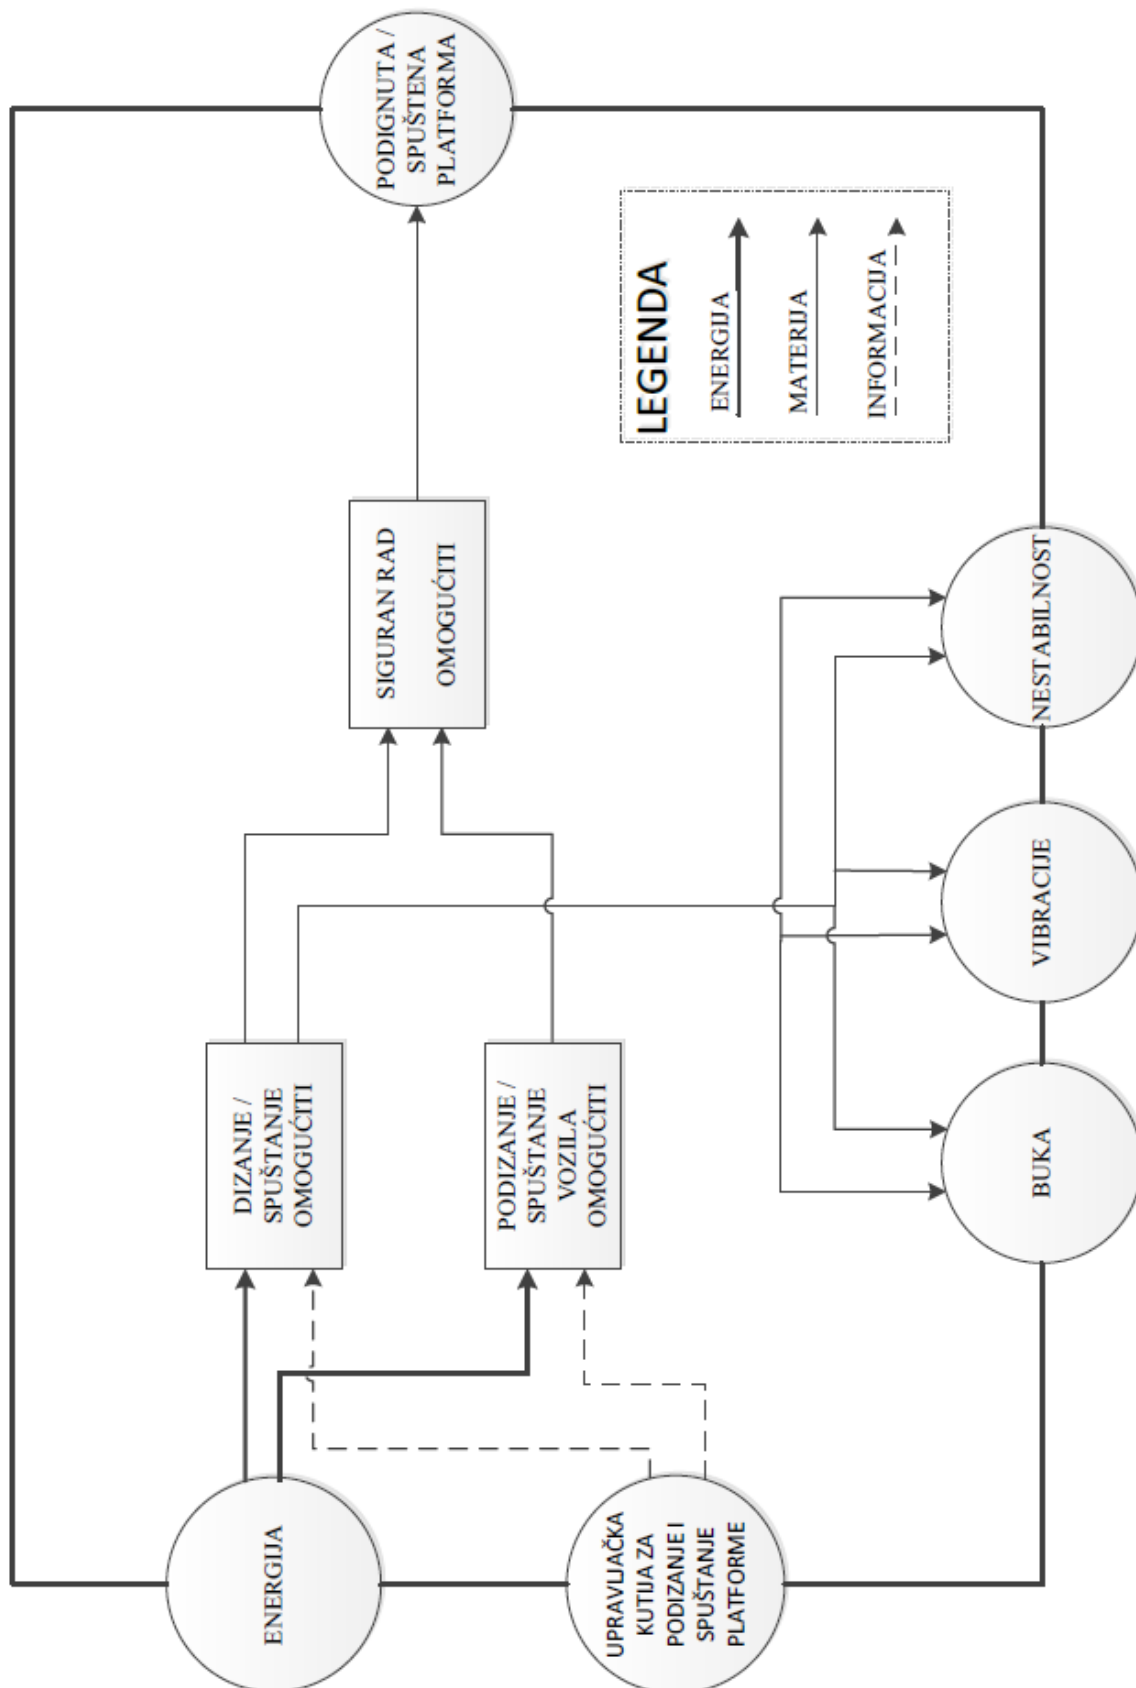 ENERGIJA
UPRAVLJAČKA
KUTIJA ZA
PODIZANJE I
SPUŠTANJE
PLATFORME
DIZANJE /
SPUŠTANJE
OMOGUĆITI
PODIZANJE /
SPUŠTANJE
VOZILA
OMOGUĆITI
SIGURAN RAD
OMOGUĆITI
PODIGNUTA /
SPUŠTENA
PLATFORMA
BUKA
VIBRACIJE
NESTABILNOST
LEGENDA
ENERGIJA
MATERIJA
INFORMACIJA